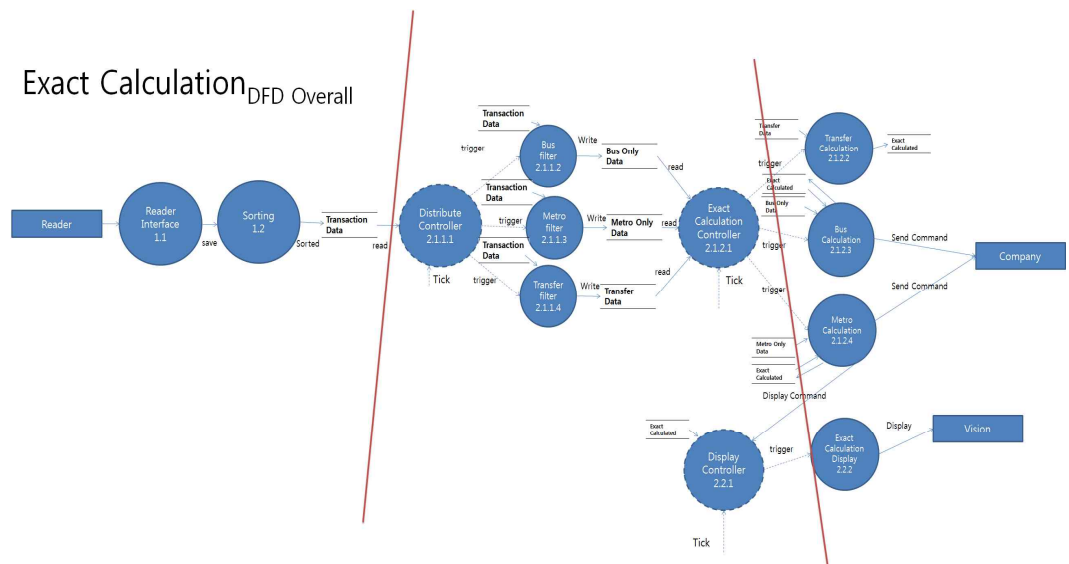 Exact Calculation DFD Overall
Reader
Reader
Interface
1.1
save
Sorting
1.2
Sorted
Transaction
Data
read
Distribute
Controller
2.1.1.1
Tick
trigger
trigger
trigger
Transaction
Data
Bus
filter
2.1.1.2
Write
Bus Only
Data
read
Transaction
Data
Metro
filter
2.1.1.3
Write
Metro Only
Data
read
Transaction
Data
Transfer
filter
2.1.1.4
Write
Transfer
Data
read
Exact
Calculation
Controller
2.1.2.1
Tick
trigger
trigger
trigger
Transfer
Data
Transfer
Calculation
2.1.2.2
Exact
Calculated
Exact
Calculated
Bus Only
Data
Bus
Calculation
2.1.2.3
Send Command
Company
Send Command
Metro
Calculation
2.1.2.4
Metro Only
Data
Exact
Calculated
Display Command
Exact
Calculated
Display
Controller
2.2.1
Tick
trigger
Exact
Calculation
Display
2.2.2
Display
Vision